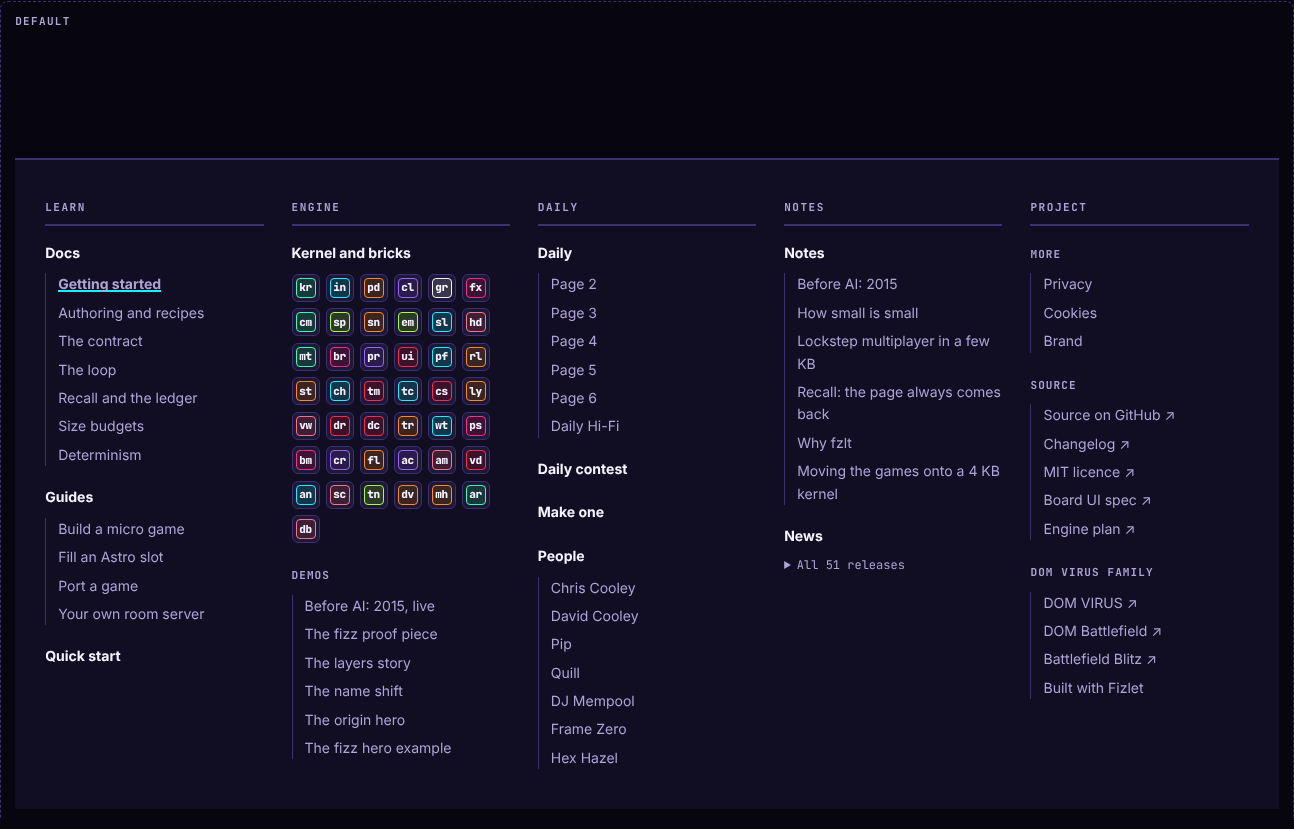 DEFAULT
LEARN
Docs
Getting started
Authoring and recipes
The contract
The loop
Recall and the ledger
Size budgets
Determinism
Guides
Build a micro game
Fill an Astro slot
Port a game
Your own room server
Quick start
ENGINE
Kernel and bricks
kr in pd cl gr fx
cm sp sn em sl hd
mt br pr ui pf rl
st ch tm tc cs ly
vw dr dc tr wt ps
bm cr fl ac am vd
an sc tn dv mh ar
db
DEMOS
Before AI: 2015, live
The fizz proof piece
The layers story
The name shift
The origin hero
The fizz hero example
DAILY
Daily
Page 2
Page 3
Page 4
Page 5
Page 6
Daily Hi-Fi
Daily contest
Make one
People
Chris Cooley
David Cooley
Pip
Quill
DJ Mempool
Frame Zero
Hex Hazel
NOTES
Notes
Before AI: 2015
How small is small
Lockstep multiplayer in a few
KB
Recall: the page always comes
back
Why fzlt
Moving the games onto a 4 KB
kernel
News
▶ All 51 releases
PROJECT
MORE
Privacy
Cookies
Brand
SOURCE
Source on GitHub ↗
Changelog ↗
MIT licence ↗
Board UI spec ↗
Engine plan ↗
DOM VIRUS FAMILY
DOM VIRUS ↗
DOM Battlefield ↗
Battlefield Blitz ↗
Built with Fizlet